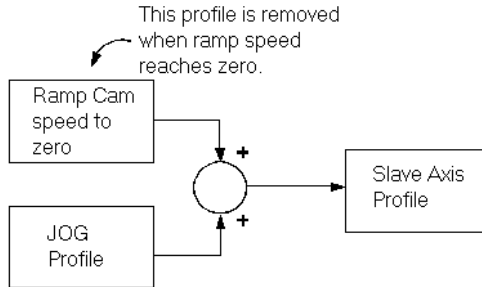 This profile is removed
when ramp speed
reaches zero.
Ramp Cam
speed to
zero
+
Slave Axis
Profile
+
JOG
Profile